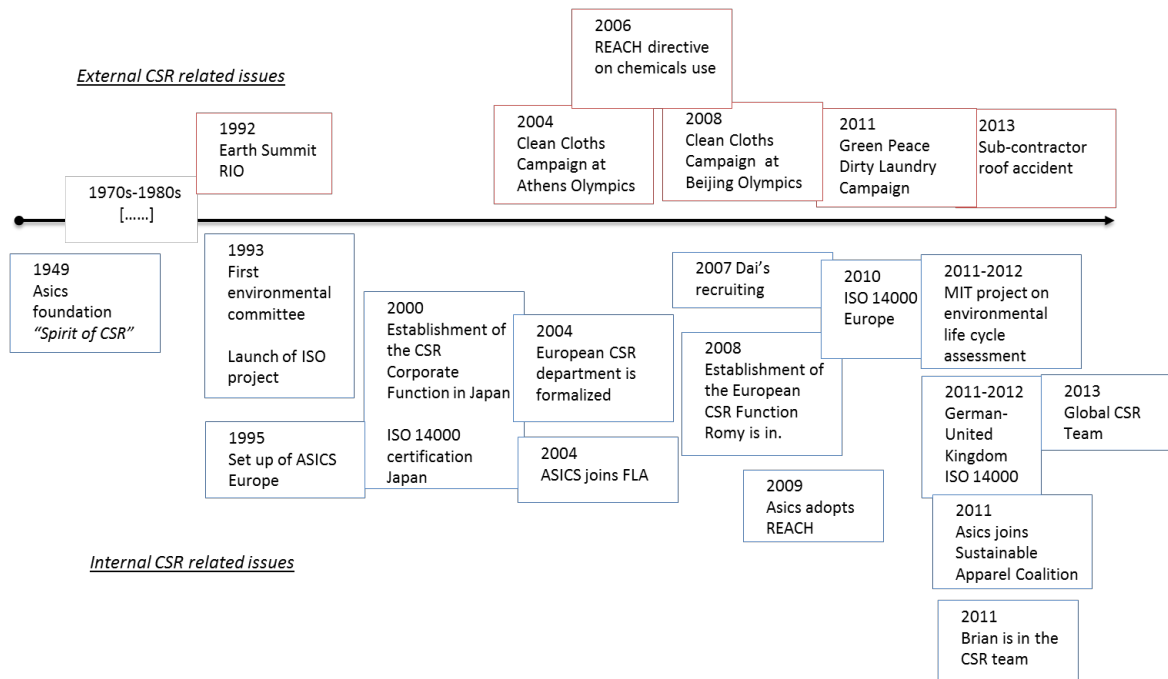 External CSR related issues
2006
REACH directive
on chemicals use
1992
Earth Summit
RIO
2004
Clean Cloths
Campaign at
Athens Olympics
2008
Clean Cloths
Campaign  at
Beijing Olympics
2011
Green Peace
Dirty Laundry
Campaign
2013
Sub-contractor
roof accident
1970s-1980s
[......]
1949
Asics
foundation
“Spirit of CSR”
1993
First
environmental
committee
Launch of ISO
project
1995
Set up of ASICS
Europe
2000
Establishment of
the CSR
Corporate
Function in Japan
ISO 14000
certification
Japan
2004
European CSR
department is
formalized
2004
ASICS joins FLA
2007 Dai’s
recruiting
2008
Establishment of
the European
CSR Function
Romy is in.
2009
Asics adopts
REACH
2010
ISO 14000
Europe
2011-2012
MIT project on
environmental
life cycle
assessment
2011-2012
German-
United
Kingdom
ISO 14000
2013
Global CSR
Team
2011
Asics joins
Sustainable
Apparel Coalition
2011
Brian is in the
CSR team
Internal CSR related issues